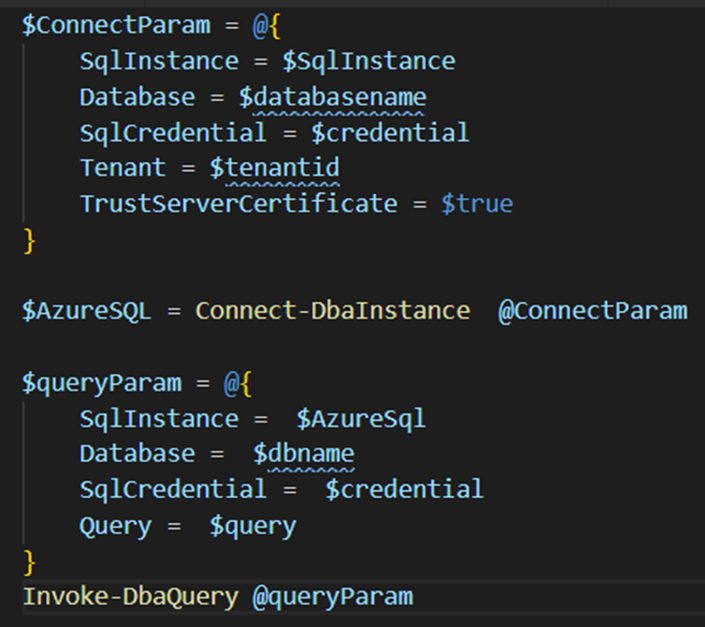 $ConnectParam = @{
SqlInstance = $SqlInstance
Database = $databasename
SqlCredential = $credential
Tenant = $tenantid
TrustServerCertificate = $true
}
$AzureSQL = Connect-DbaInstance  @ConnectParam
$queryParam = @{
SqlInstance =  $AzureSql
Database =  $dbname
SqlCredential =  $credential
Query =  $query
}
Invoke-DbaQuery @queryParam